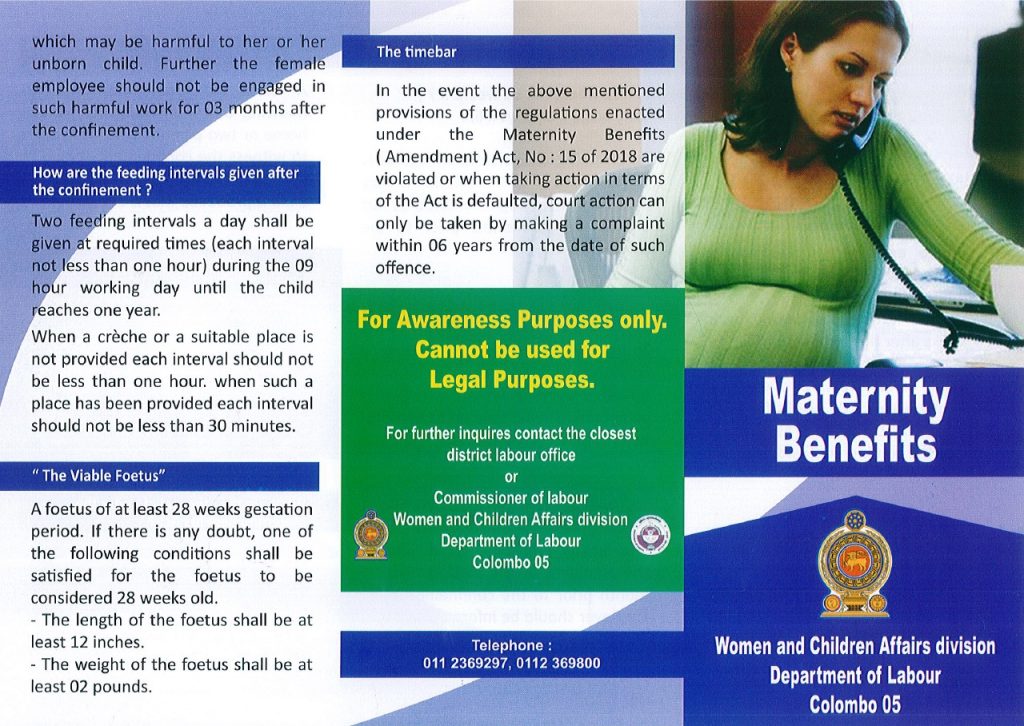 which may be harmful to her or her
unborn child. Further the female
employee should not be engaged in
such harmful work for 03 months after
the confinement.
How are the feeding intervals given after
the confinement ?
Two feeding intervals a day shall be
given at required times (each interval
not less than one hour) during the 09
hour working day until the child
reaches one year.
When a crèche or a suitable place is
not provided each interval should not
be less than one hour. when such a
place has been provided each interval
should not be less than 30 minutes.
“ The Viable Foetus”
A foetus of at least 28 weeks gestation
period. If there is any doubt, one of
the following conditions shall be
satisfied for the foetus to be
considered 28 weeks old.
- The length of the foetus shall be at
least 12 inches.
- The weight of the foetus shall be at
least 02 pounds.
The timebar
In the event the above mentioned
provisions of the regulations enacted
under the Maternity Benefits
( Amendment ) Act, No : 15 of 2018 are
violated or when taking action in terms
of the Act is defaulted, court action can
only be taken by making a complaint
within 06 years from the date of such
offence.
For Awareness Purposes only.
Cannot be used for
Legal Purposes.
For further inquires contact the closest
district labour office
or
Commissioner of labour
Women and Children Affairs division
Department of Labour
Colombo 05
Telephone :
011 2369297, 0112 369800
Maternity
Benefits
Women and Children Affairs division
Department of Labour
Colombo 05